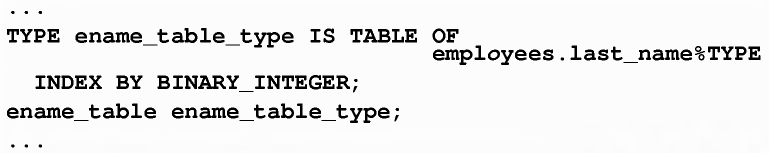 ...
TYPE ename_table_type IS TABLE OF
employees.last_name%TYPE
INDEX BY BINARY_INTEGER;
ename_table ename_table_type;
...